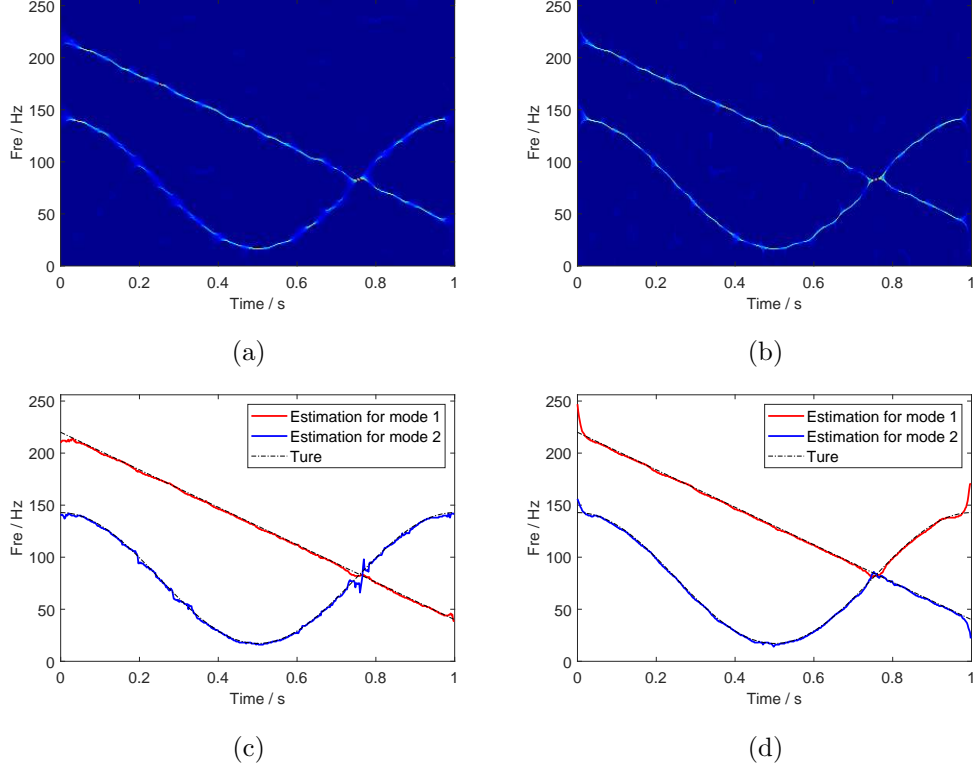 250
200
150
100
50
0
Fre / Hz
0 0.2 0.4 0.6 0.8 1
Time / s
(a)
250
200
150
100
50
0
Fre / Hz
0 0.2 0.4 0.6 0.8 1
Time / s
(b)
250
200
150
100
50
0
Fre / Hz
Estimation for mode 1
Estimation for mode 2
Ture
0 0.2 0.4 0.6 0.8 1
Time / s
(c)
250
200
150
100
50
0
Fre / Hz
Estimation for mode 1
Estimation for mode 2
Ture
0 0.2 0.4 0.6 0.8 1
Time / s
(d)